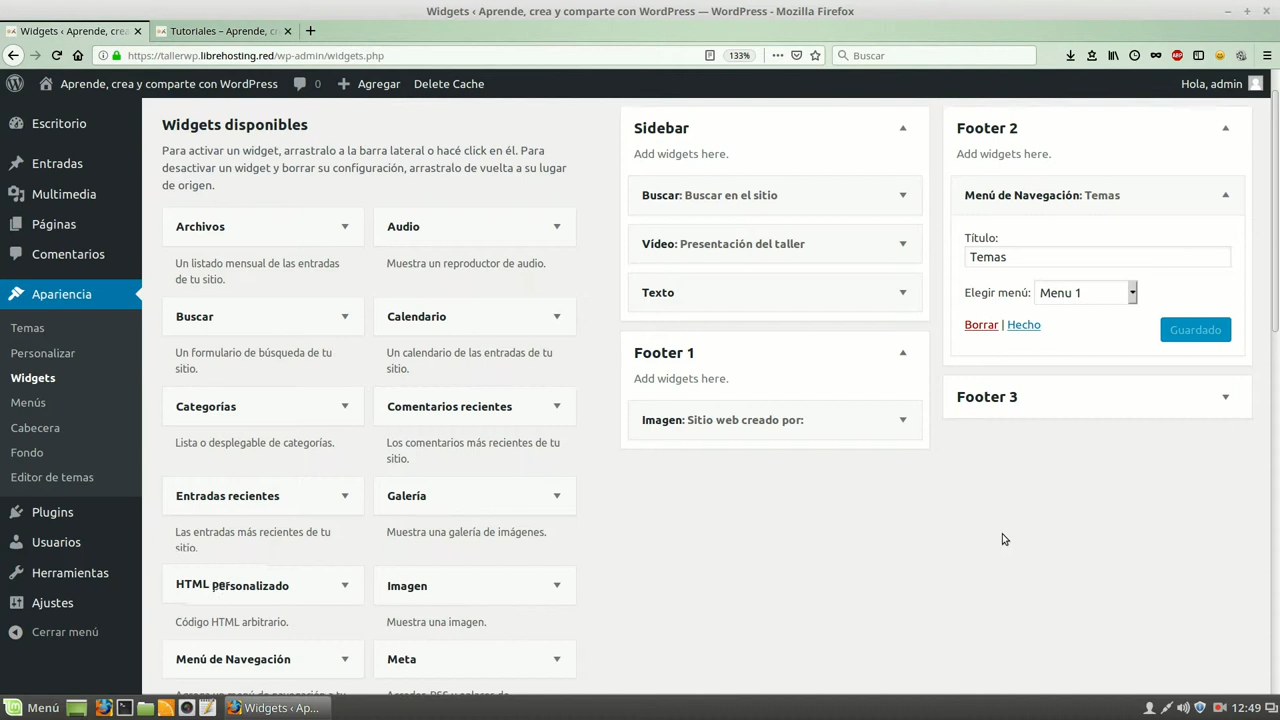 Widgets ‹ Aprende, crea y comparte con WordPress — WordPress - Mozilla Firefox
Widgets ‹ Aprende, crea y co
Tutoriales – Aprende, c
https://tallerwp.librehosting.red/wp-admin/widgets.php
133%
Buscar
Aprende, crea y comparte con WordPress
0
Agregar
Delete Cache
Hola, admin
Escritorio
Entradas
Multimedia
Páginas
Comentarios
Apariencia
Temas
Personalizar
Widgets
Menús
Cabecera
Fondo
Editor de temas
Plugins
Usuarios
Herramientas
Ajustes
Cerrar menú
Widgets disponibles
Para activar un widget, arrastralo a la barra lateral o hacé click en él. Para
desactivar un widget y borrar su configuración, arrastralo de vuelta a su lugar
de origen.
Archivos
Un listado mensual de las entradas
de tu sitio.
Audio
Muestra un reproductor de audio.
Buscar
Un formulario de búsqueda de tu
sitio.
Calendario
Un calendario de las entradas de tu
sitio.
Categorías
Lista o desplegable de categorías.
Comentarios recientes
Los comentarios más recientes de tu
sitio.
Entradas recientes
Las entradas más recientes de tu
sitio.
Galería
Muestra una galería de imágenes.
HTML personalizado
Código HTML arbitrario.
Imagen
Muestra una imagen.
Menú de Navegación
Meta
Sidebar
Add widgets here.
Buscar: Buscar en el sitio
Vídeo: Presentación del taller
Texto
Footer 1
Add widgets here.
Imagen: Sitio web creado por:
Footer 2
Add widgets here.
Menú de Navegación: Temas
Título:
Temas
Elegir menú: Menu 1
Borrar | Hecho
Guardado
Footer 3
Menú
Widgets ‹ Ap...
12:49